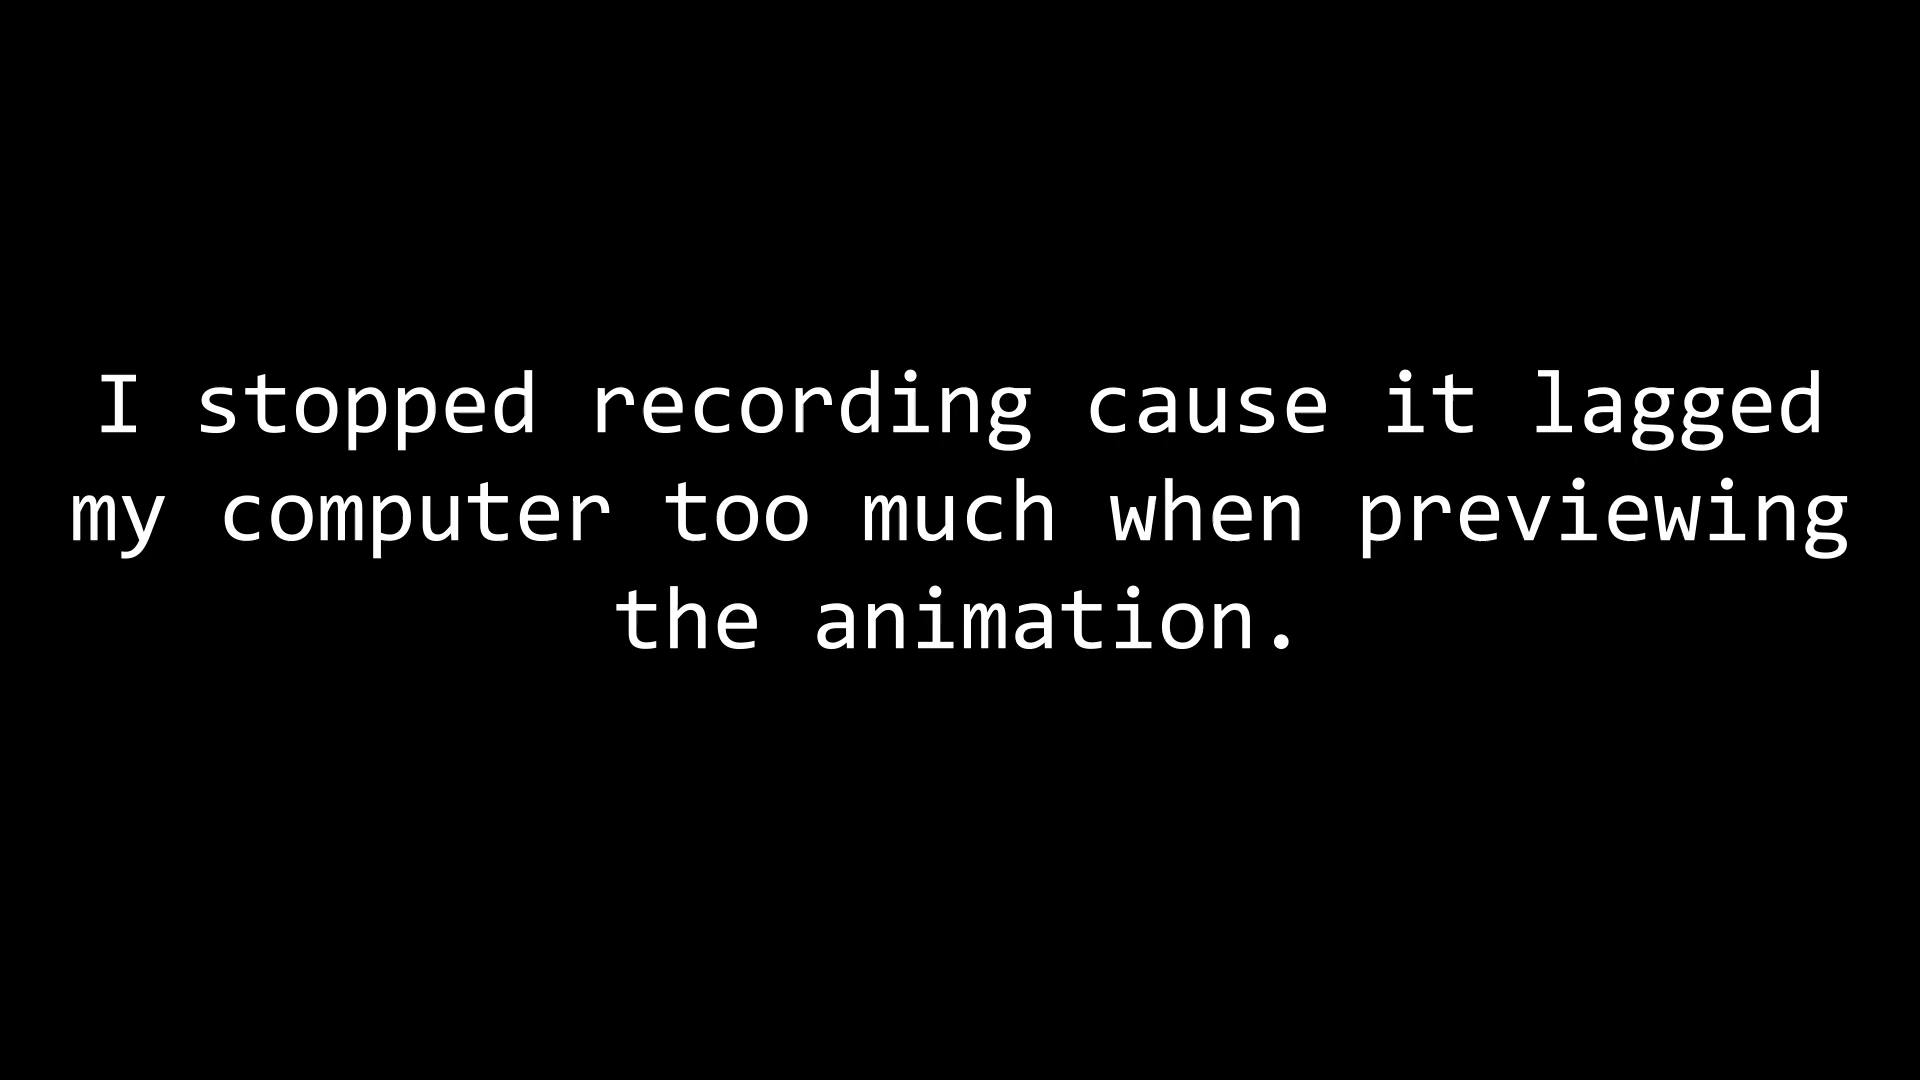 I stopped recording cause it lagged
my computer too much when previewing
the animation.